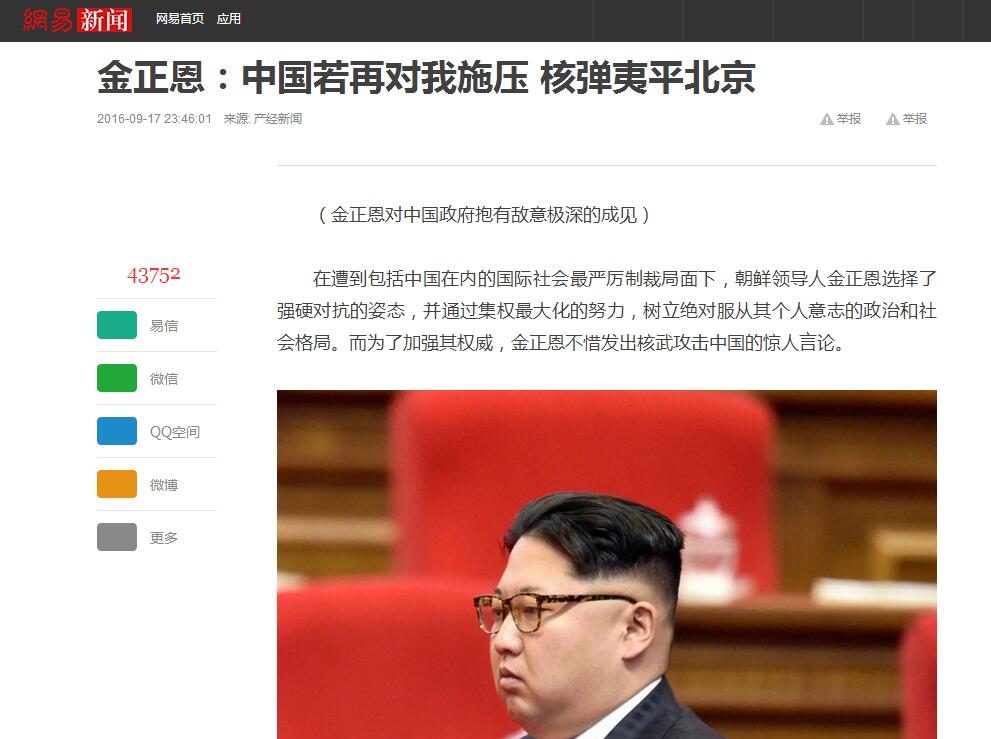 網易新闻 网易首页 应用
金正恩：中国若再对我施压 核弹夷平北京
2016-09-17 23:46:01 来源: 产经新闻 举报 举报
（金正恩对中国政府抱有敌意极深的成见）
43752
易信
微信
QQ空间
微博
更多
在遭到包括中国在内的国际社会最严厉制裁局面下，朝鲜领导人金正恩选择了
强硬对抗的姿态，并通过集权最大化的努力，树立绝对服从其个人意志的政治和社
会格局。而为了加强其权威，金正恩不惜发出核武攻击中国的惊人言论。